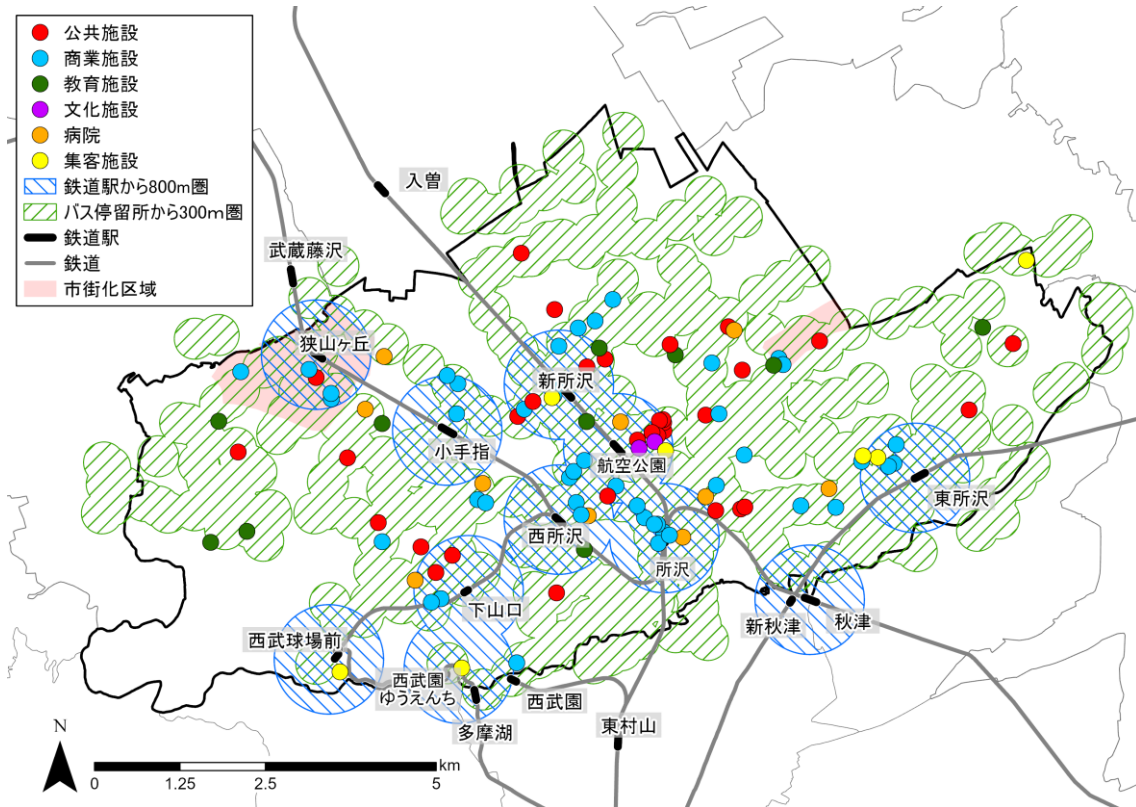 公共施設
商業施設
教育施設
文化施設
病院
集客施設
鉄道駅から800m圏
バス停留所から300m圏
鉄道駅
鉄道
市街化区域
入曽
武蔵藤沢
狭山ヶ丘
新所沢
小手指
航空公園
東所沢
西所沢
所沢
下山口
新秋津
秋津
西武球場前
西武園
ゆうえんち
西武園
多摩湖
東村山
N
km
0 1.25 2.5 5